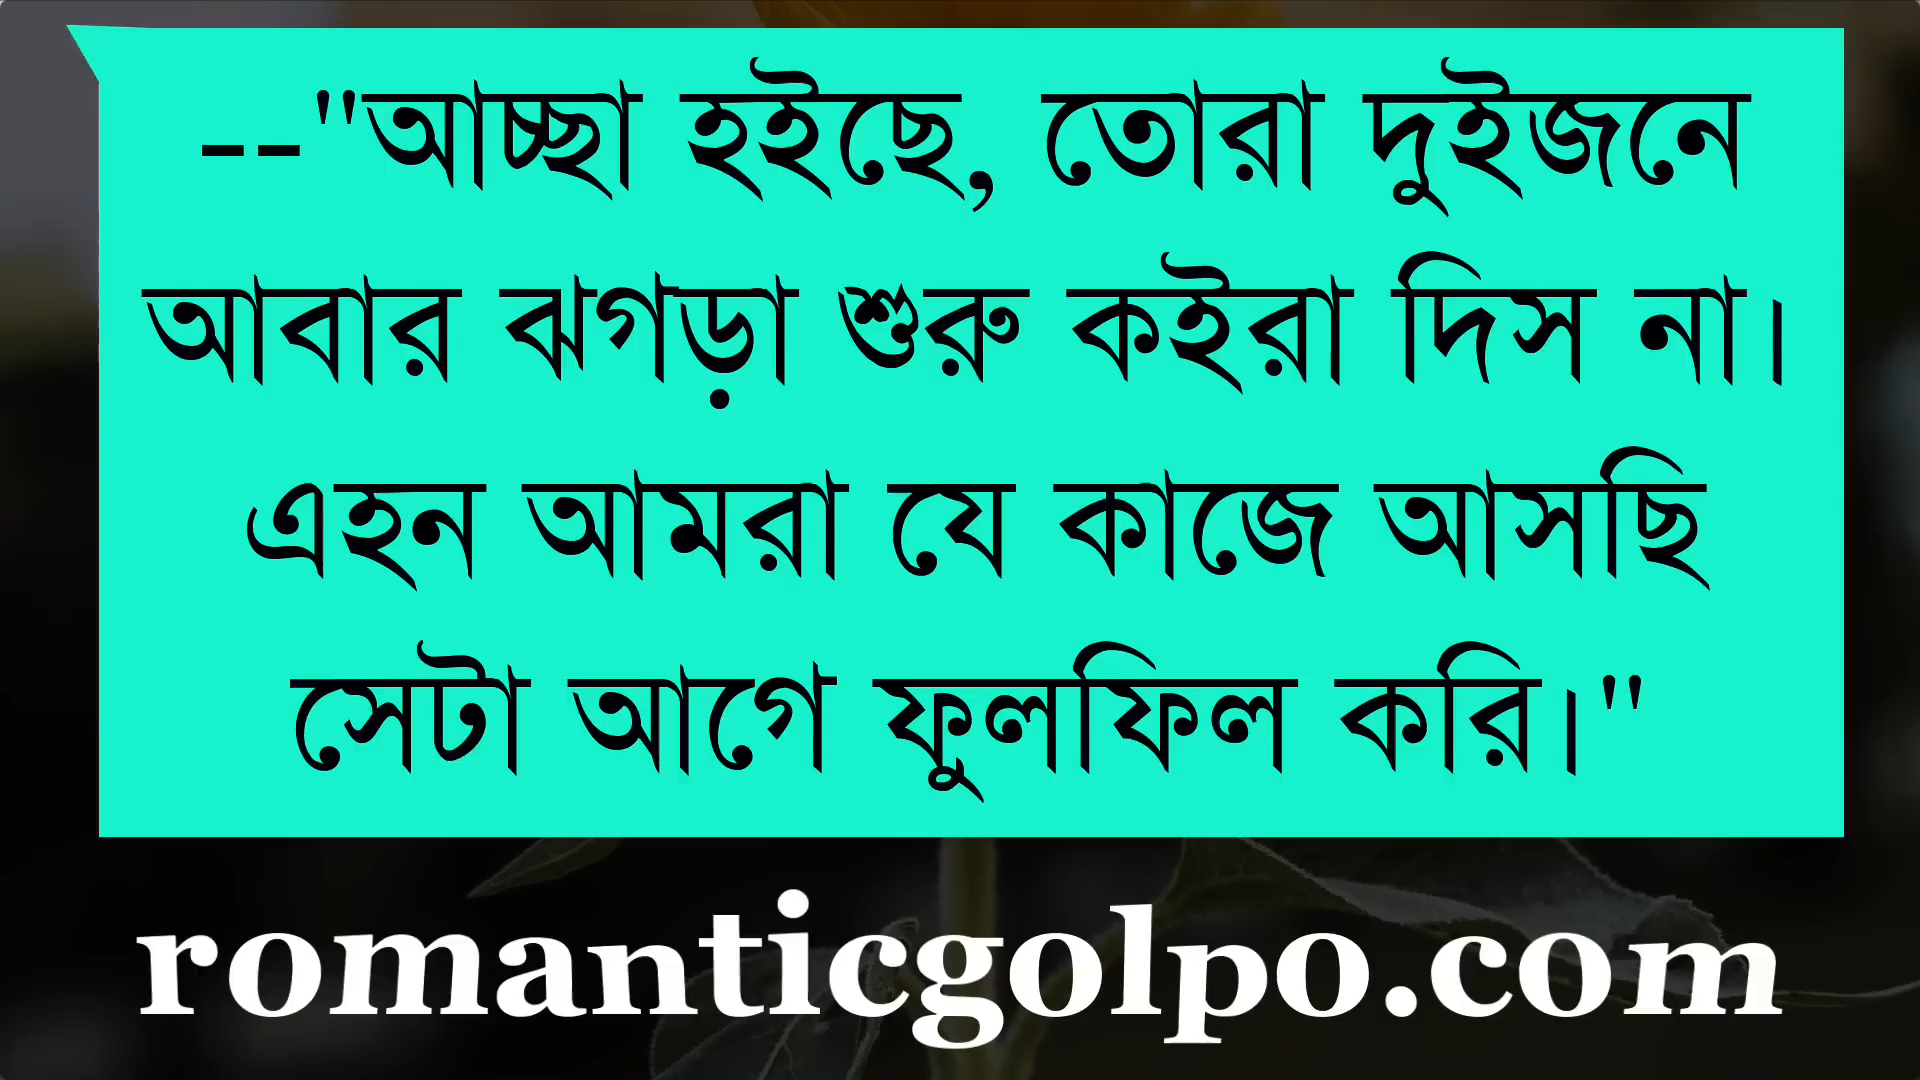 --"আচ্ছা হইছে, তোরা দুইজনে
আবার ঝগড়া শুরু কইরা দিস না।
এহন আমরা যে কাজে আসছি
সেটা আগে ফুলফিল করি।"
romanticgolpo.com